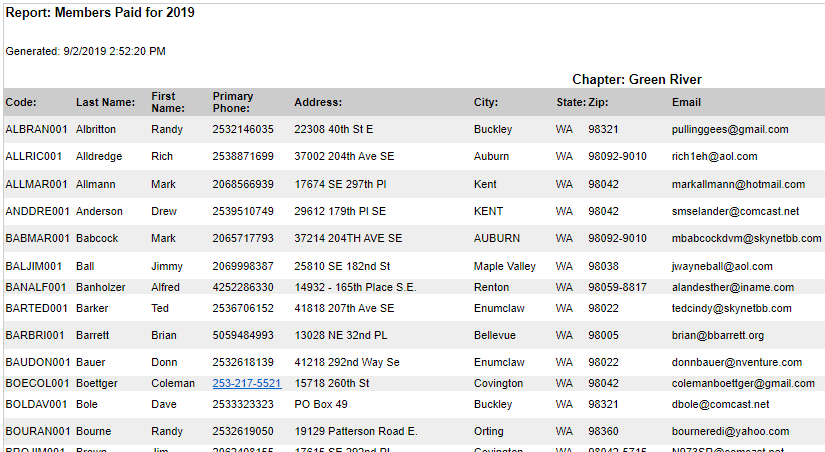 Report: Members Paid for 2019
Generated: 9/2/2019 2:52:20 PM
Chapter: Green River
Code: Last Name: First Name: Primary Phone: Address: City: State: Zip: Email
ALBRAN001 Albritton Randy 2532146035 22308 40th St E Buckley WA 98321 pullinggees@gmail.com
ALLRIC001 Alldredge Rich 2538871699 37002 204th Ave SE Auburn WA 98092-9010 rich1eh@aol.com
ALLMAR001 Allmann Mark 2068566939 17674 SE 297th Pl Kent WA 98042 markallmann@hotmail.com
ANDDRE001 Anderson Drew 2539510749 29612 179th Pl SE KENT WA 98042 smselander@comcast.net
BABMAR001 Babcock Mark 2065717793 37214 204TH AVE SE AUBURN WA 98092-9010 mbabcockdvm@skynetbb.com
BALJIM001 Ball Jimmy 2069998387 25810 SE 182nd St Maple Valley WA 98038 jwayneball@aol.com
BANALF001 Banholzer Alfred 4252286330 14932 - 165th Place S.E. Renton WA 98059-8817 alandesther@iname.com
BARTED001 Barker Ted 2536706152 41818 207th Ave SE Enumclaw WA 98022 tedcindy@skynetbb.com
BARBRI001 Barrett Brian 5059484993 13028 NE 32nd PL Bellevue WA 98005 brian@bbarrett.org
BAUDON001 Bauer Donn 2532618139 41218 292nd Way Se Enumclaw WA 98022 donnbauer@nventure.com
BOECOL001 Boettger Coleman 253-217-5521 15718 260th St Covington WA 98042 colemanboettger@gmail.com
BOLDAV001 Bole Dave 2533323323 PO Box 49 Buckley WA 98321 dbole@comcast.net
BOURAN001 Bourne Randy 2532619050 19129 Patterson Road E. Orting WA 98360 bourneredi@yahoo.com
BROJIM001 Brown Jim 2062408155 17615 SE 292nd Pl Covington WA 98042-5715 N973SR@comcast.net